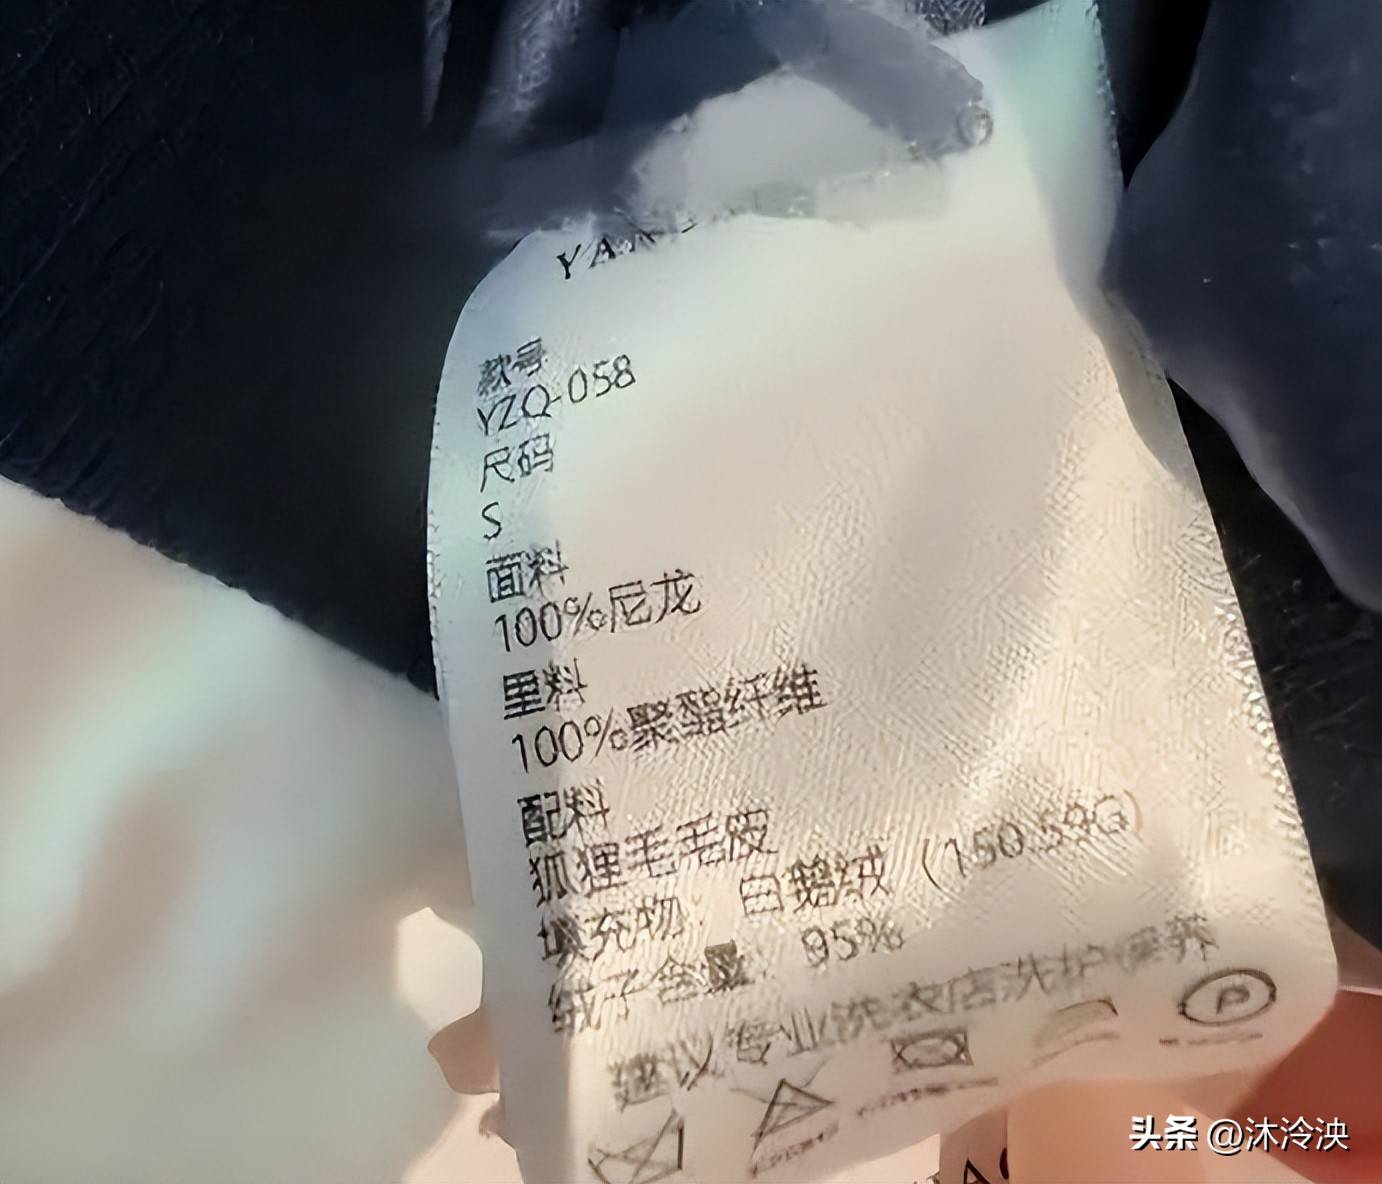 款号
YZQ-058
尺码
S
面料
100%尼龙
里料
100%聚酯纤维
配料
狐狸毛毛皮
填充物: 白鹅绒 (150.59G)
绒子含量: 95%
建议专业洗衣店洗护保养
P
头条 @沐泠泱